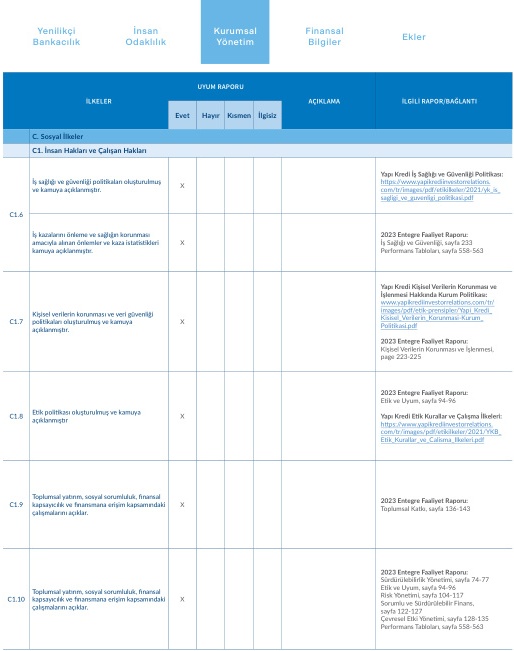 Yenilikçi
Bankacılık
İnsan
Odaklılık
Kurumsal
Yönetim
Finansal
Bilgiler
Ekler
İLKELER
UYUM RAPORU
AÇIKLAMA
İLGİLİ RAPOR/BAĞLANTI
Evet
Hayır
Kısmen
İlgisiz
C. Sosyal İlkeler
C1. İnsan Hakları ve Çalışan Hakları
C1.6
İş sağlığı ve güvenliği politikaları oluşturulmuş
ve kamuya açıklanmıştır.
X
Yapı Kredi İş Sağlığı ve Güvenliği Politikası:
https://www.yapikrediinvestorrelations.
com/tr/images/pdf/etikilkeler/2021/yk_is_
sagligi_ve_guvenligi_politikasi.pdf
İş kazalarını önleme ve sağlığın korunması
amacıyla alınan önlemler ve kaza istatistikleri
kamuya açıklanmıştır.
X
2023 Entegre Faaliyet Raporu:
İş Sağlığı ve Güvenliği, sayfa 233
Performans Tabloları, sayfa 558-563
C1.7
Kişisel verilerin korunması ve veri güvenliği
politikaları oluşturulmuş ve kamuya
açıklanmıştır.
X
Yapı Kredi Kişisel Verilerin Korunması ve
İşlenmesi Hakkında Kurum Politikası:
www.yapikrediinvestorrelations.com/tr/
images/pdf/etik-prensipler/Yapi_Kredi_
Kisisel_Verilerin_Korunmasi-Kurum_
Politikasi.pdf
2023 Entegre Faaliyet Raporu:
Kişisel Verilerin Korunması ve İşlenmesi,
page 223-225
C1.8
Etik politikası oluşturulmuş ve kamuya
açıklanmıştır
X
2023 Entegre Faaliyet Raporu:
Etik ve Uyum, sayfa 94-96
Yapı Kredi Etik Kurallar ve Çalışma İlkeleri:
https://www.yapikrediinvestorrelations.
com/tr/images/pdf/etikilkeler/2021/YKB_
Etik_Kurallar_ve_Calisma_Ilkeleri.pdf
C1.9
Toplumsal yatırım, sosyal sorumluluk, finansal
kapsayıcılık ve finansmana erişim kapsamındaki
çalışmalarını açıklar.
X
2023 Entegre Faaliyet Raporu:
Toplumsal Katkı, sayfa 136-143
C1.10
Toplumsal yatırım, sosyal sorumluluk, finansal
kapsayıcılık ve finansmana erişim kapsamındaki
çalışmalarını açıklar.
X
2023 Entegre Faaliyet Raporu:
Sürdürülebilirlik Yönetimi, sayfa 74-77
Etik ve Uyum, sayfa 94-96
Risk Yönetimi, sayfa 104-117
Sorumlu ve Sürdürülebilir Finans,
sayfa 122-127
Çevresel Etki Yönetimi, sayfa 128-135
Performans Tabloları, sayfa 558-563